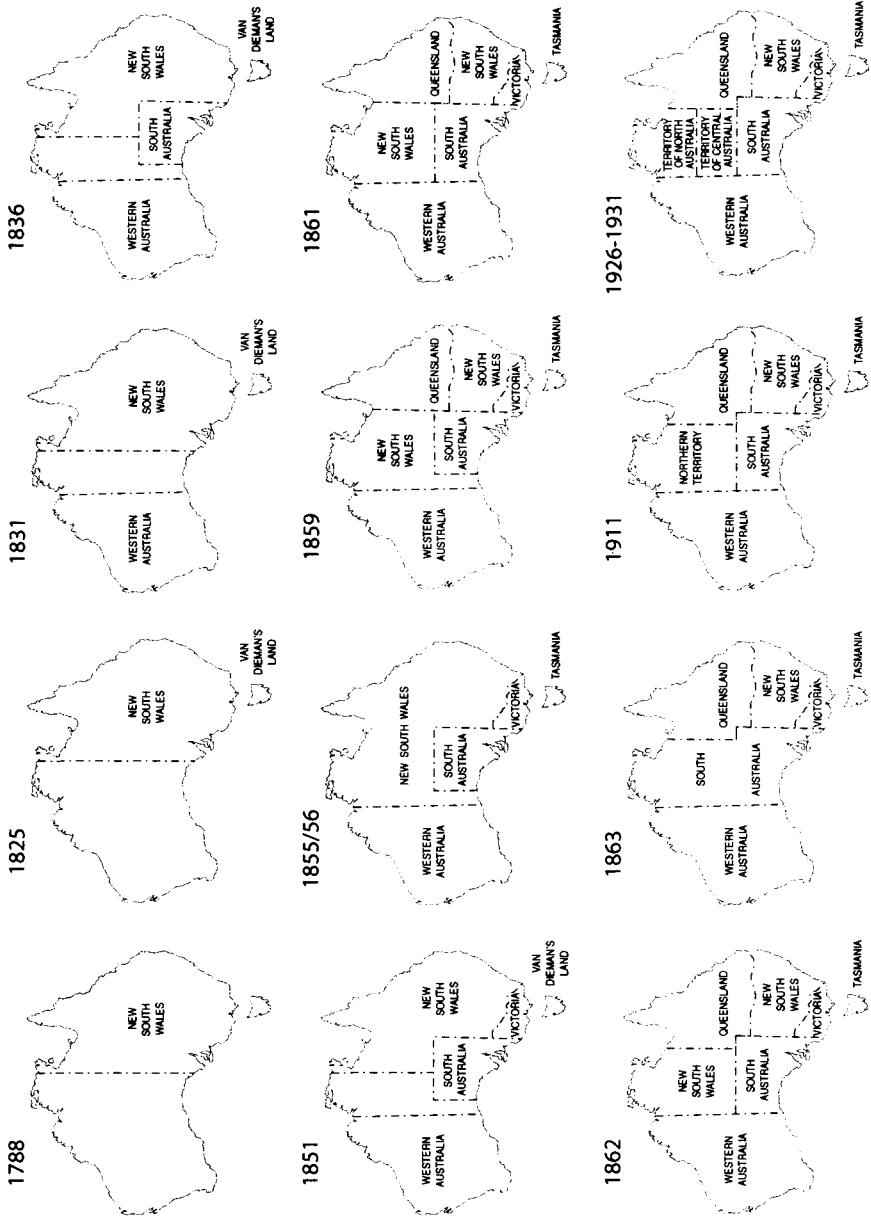 1788
NEW
SOUTH
WALES
1825
NEW
SOUTH
WALES
VAN
DIEMAN'S
LAND
1831
WESTERN
AUSTRALIA
NEW
SOUTH
WALES
VAN
DIEMAN'S
LAND
1836
WESTERN
AUSTRALIA
SOUTH
AUSTRALIA
NEW
SOUTH
WALES
VAN
DIEMAN'S
LAND
1851
WESTERN
AUSTRALIA
SOUTH
AUSTRALIA
NEW
SOUTH
WALES
VICTORIA
VAN
DIEMAN'S
LAND
1855/56
WESTERN
AUSTRALIA
NEW SOUTH WALES
SOUTH
AUSTRALIA
VICTORIA
TASMANIA
1859
WESTERN
AUSTRALIA
NEW
SOUTH
WALES
SOUTH
AUSTRALIA
QUEENSLAND
NEW
SOUTH
WALES
VICTORIA
TASMANIA
1861
WESTERN
AUSTRALIA
NEW
SOUTH
WALES
SOUTH
AUSTRALIA
QUEENSLAND
NEW
SOUTH
WALES
VICTORIA
TASMANIA
1862
WESTERN
AUSTRALIA
NEW
SOUTH
WALES
SOUTH
AUSTRALIA
QUEENSLAND
NEW
SOUTH
WALES
VICTORIA
TASMANIA
1863
WESTERN
AUSTRALIA
SOUTH
AUSTRALIA
QUEENSLAND
NEW
SOUTH
WALES
VICTORIA
TASMANIA
1911
WESTERN
AUSTRALIA
NORTHERN
TERRITORY
SOUTH
AUSTRALIA
QUEENSLAND
NEW
SOUTH
WALES
VICTORIA
TASMANIA
1926-1931
WESTERN
AUSTRALIA
TERRITORY
OF NORTH
AUSTRALIA
TERRITORY
OF CENTRAL
AUSTRALIA
SOUTH
AUSTRALIA
QUEENSLAND
NEW
SOUTH
WALES
VICTORIA
TASMANIA